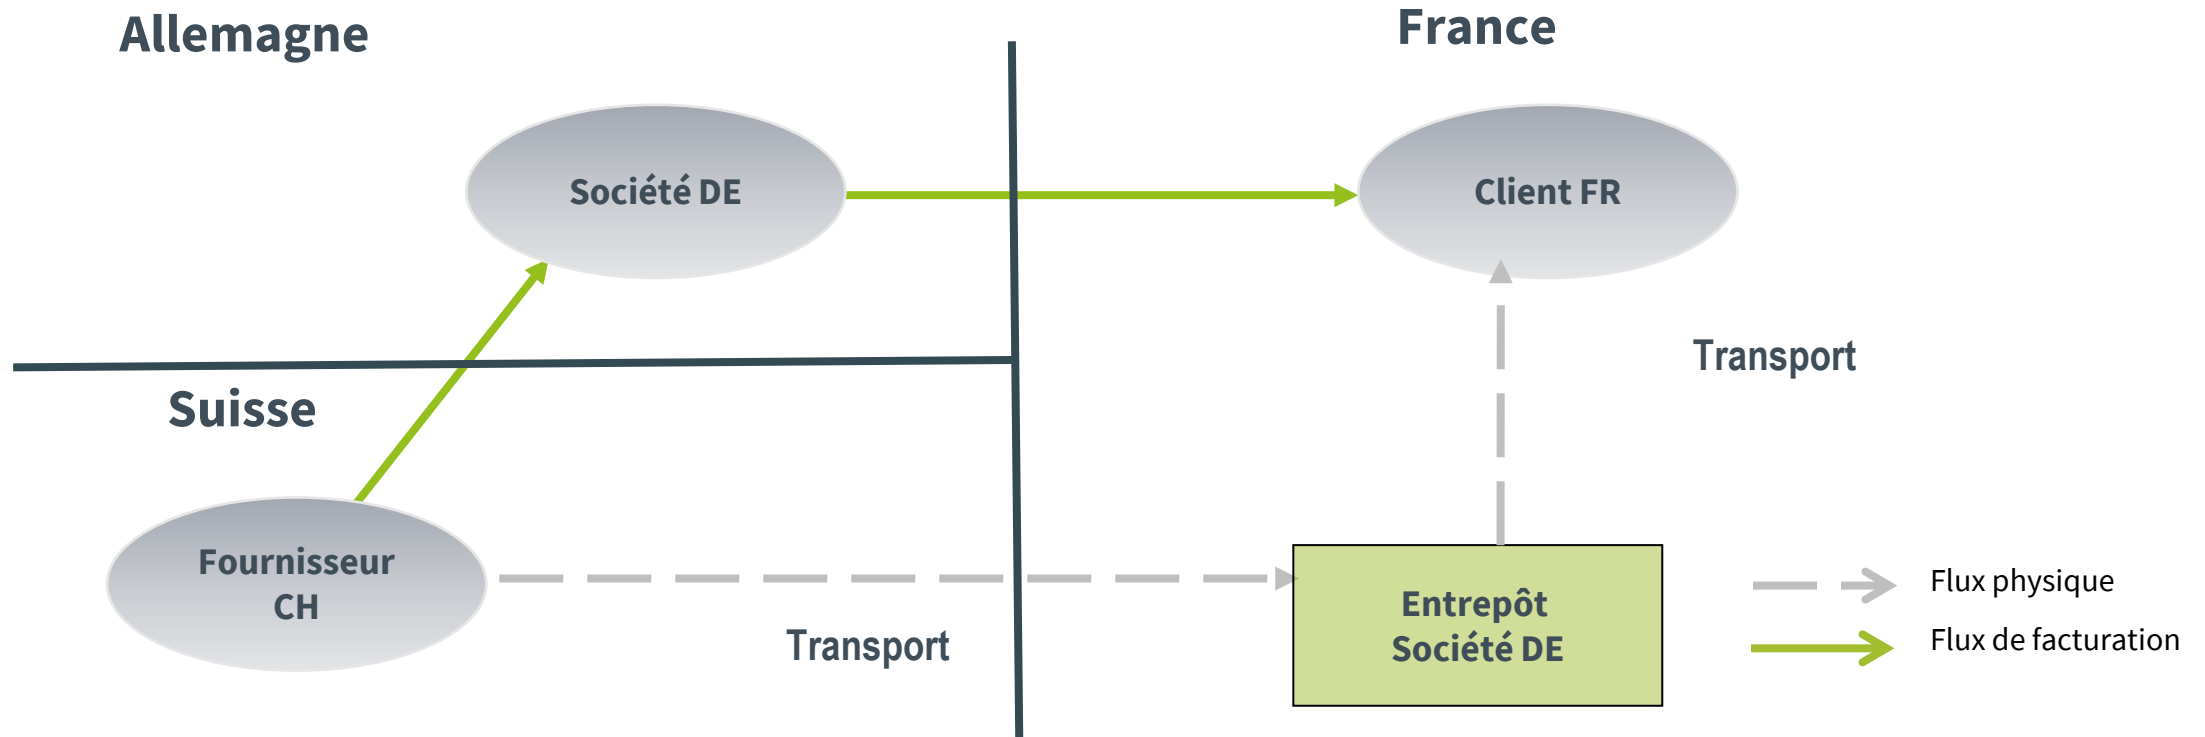 Allemagne
France
Société DE
Client FR
Transport
Suisse
Fournisseur
CH
Transport
Entrepôt
Société DE
Flux physique
Flux de facturation